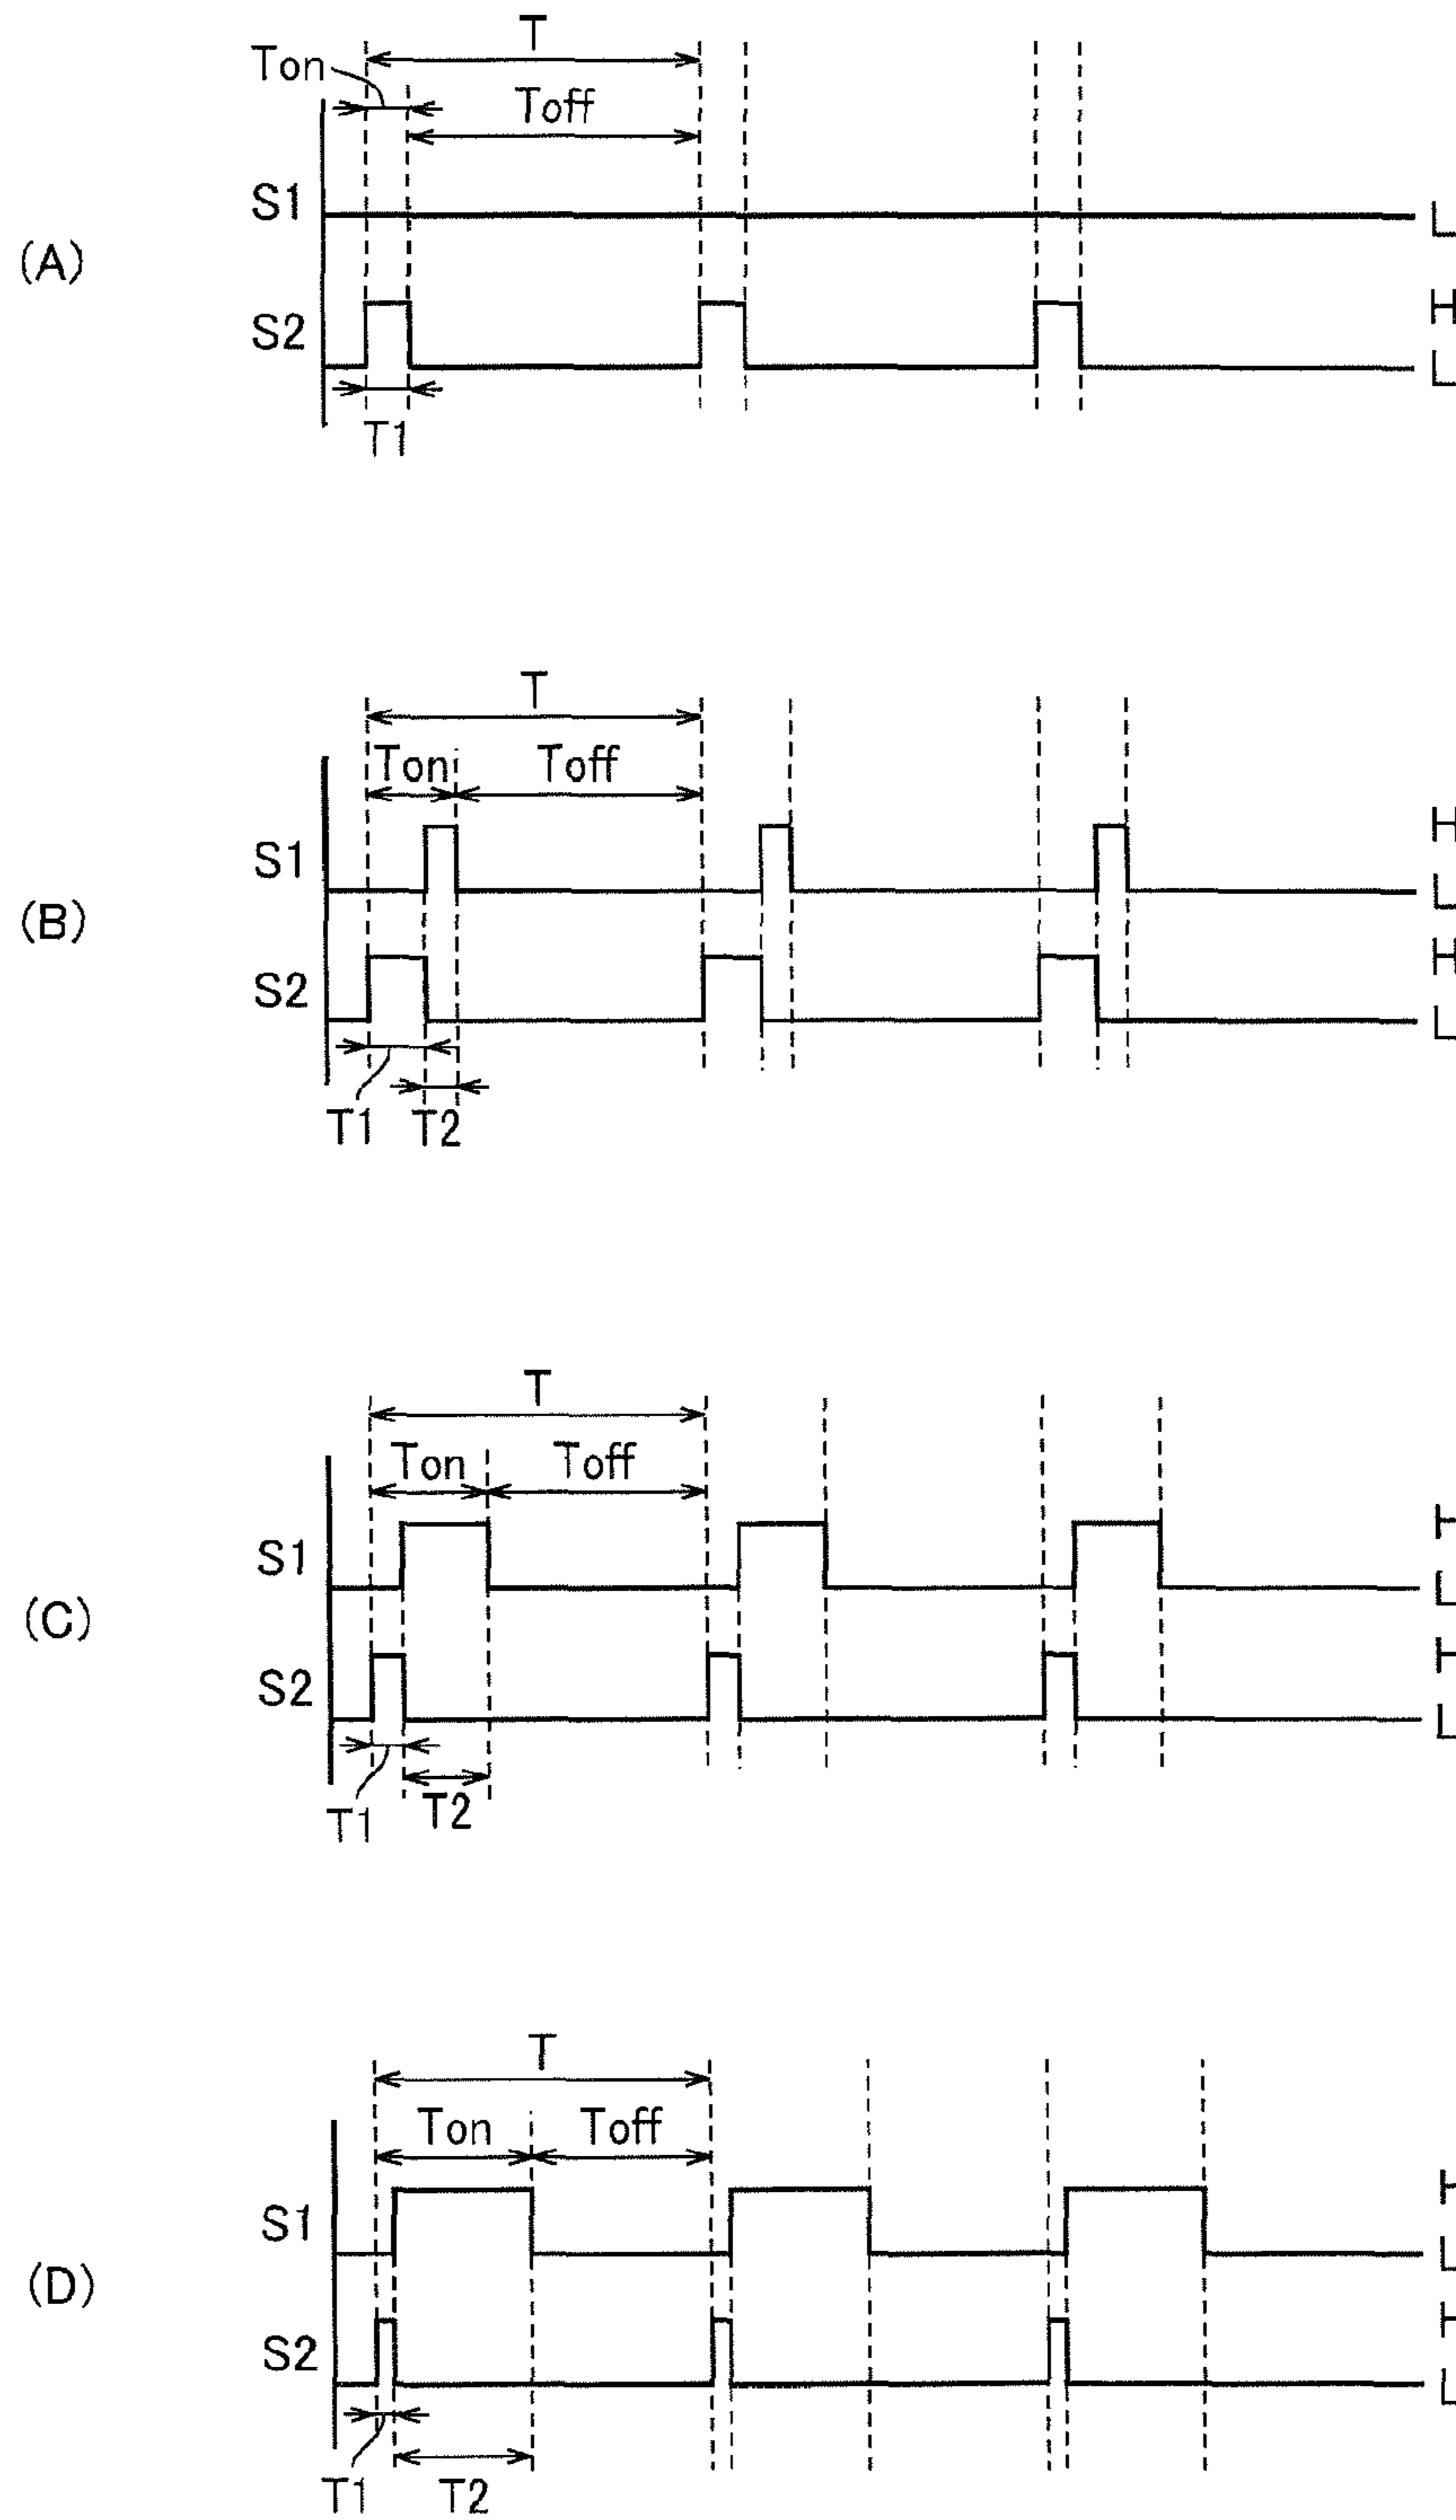 T
Ton
Toff
S1 L
(A)
H
S2 L
T1
T
Ton Toff
S1 H
L
(B)
S2 H
L
T1 T2
T
Ton Toff
S1
L
(C)
S2
L
T1 T2
T
Ton Toff
S1 H
L
(D)
S2
L
T1 T2